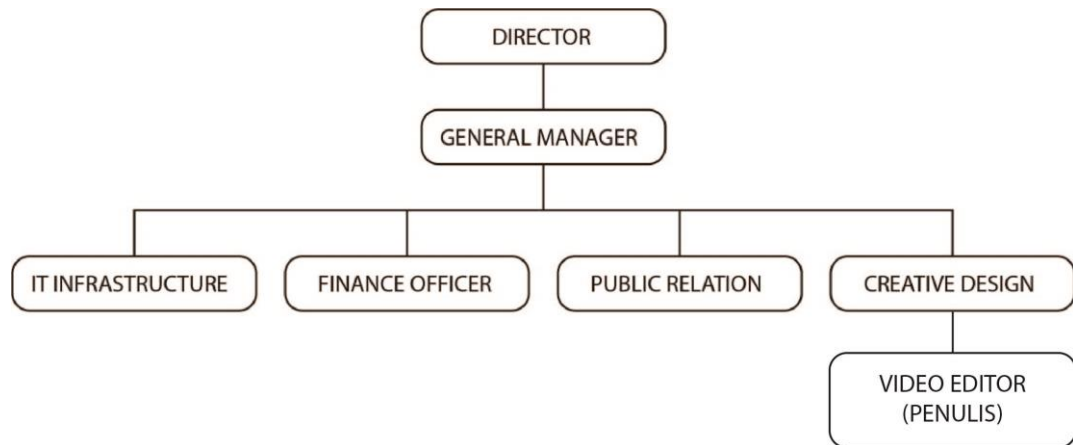 DIRECTOR
GENERAL MANAGER
IT INFRASTRUCTURE
FINANCE OFFICER
PUBLIC RELATION
CREATIVE DESIGN
VIDEO EDITOR
(PENULIS)